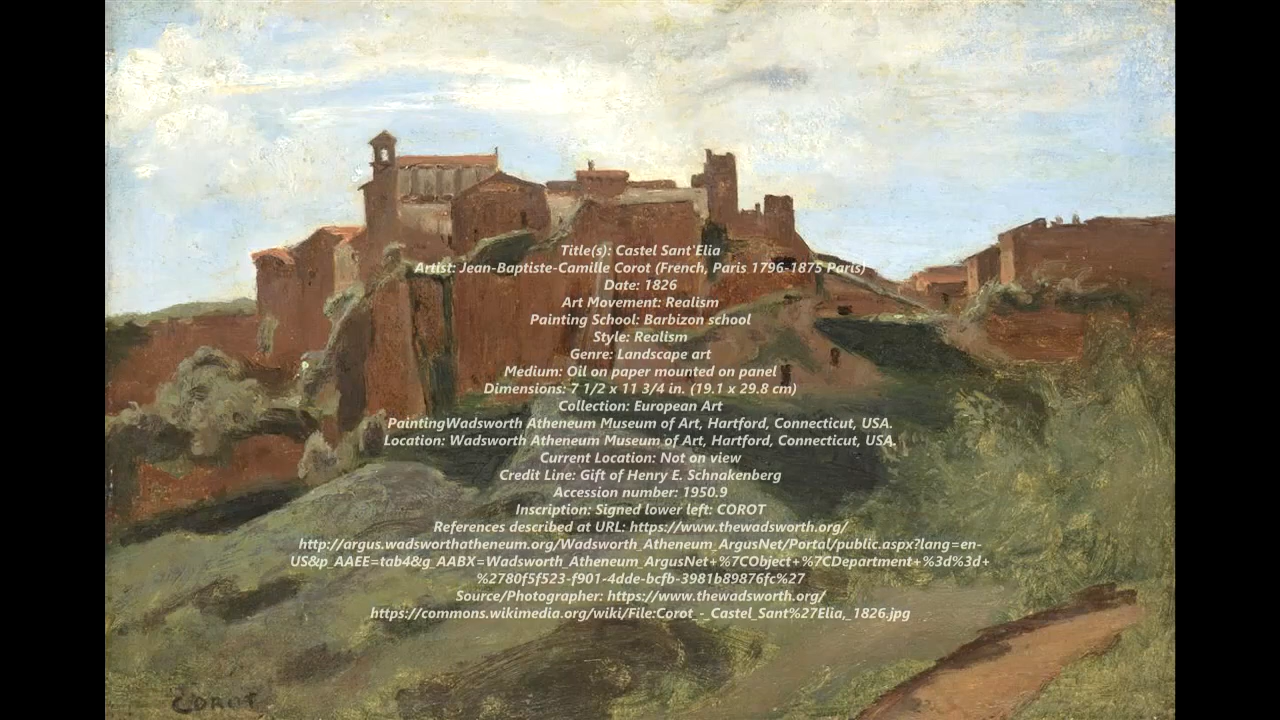 Title(s): Castel Sant'Elia
Artist: Jean-Baptiste-Camille Corot (French, Paris 1796-1875 Paris)
Date: 1826
Art Movement: Realism
Painting School: Barbizon school
Style: Realism
Genre: Landscape art
Medium: Oil on paper mounted on panel
Dimensions: 7 1/2 x 11 3/4 in. (19.1 x 29.8 cm)
Collection: European Art
PaintingWadsworth Atheneum Museum of Art, Hartford, Connecticut, USA.
Location: Wadsworth Atheneum Museum of Art, Hartford, Connecticut, USA.
Current Location: Not on view
Credit Line: Gift of Henry E. Schnakenberg
Accession number: 1950.9
Inscription: Signed lower left: COROT
References described at URL: https://www.thewadsworth.org/
http://argus.wadsworthatheneum.org/Wadsworth_Atheneum_ArgusNet/Portal/public.aspx?lang=en-
US&p_AAEE=tab4&g_AABX=Wadsworth_Atheneum_ArgusNet+%7CObject+%7CDepartment+%3d%3d+
%2780f5f523-f901-4dde-bcfb-3981b89876fc%27
Source/Photographer: https://www.thewadsworth.org/
https://commons.wikimedia.org/wiki/File:Corot_-_Castel_Sant%27Elia,_1826.jpg
COROT